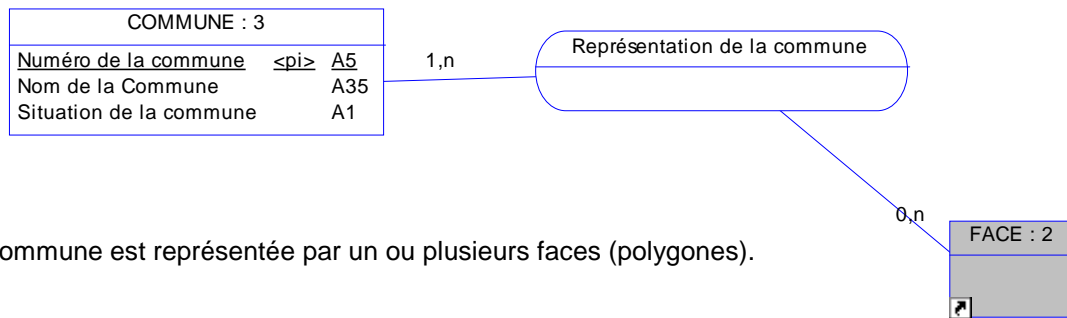 COMMUNE : 3
Numéro de la commune <pi> A5
Nom de la Commune A35
Situation de la commune A1
1,n
Représentation de la commune
0,n
FACE : 2
ommune est représentée par un ou plusieurs faces (polygones).